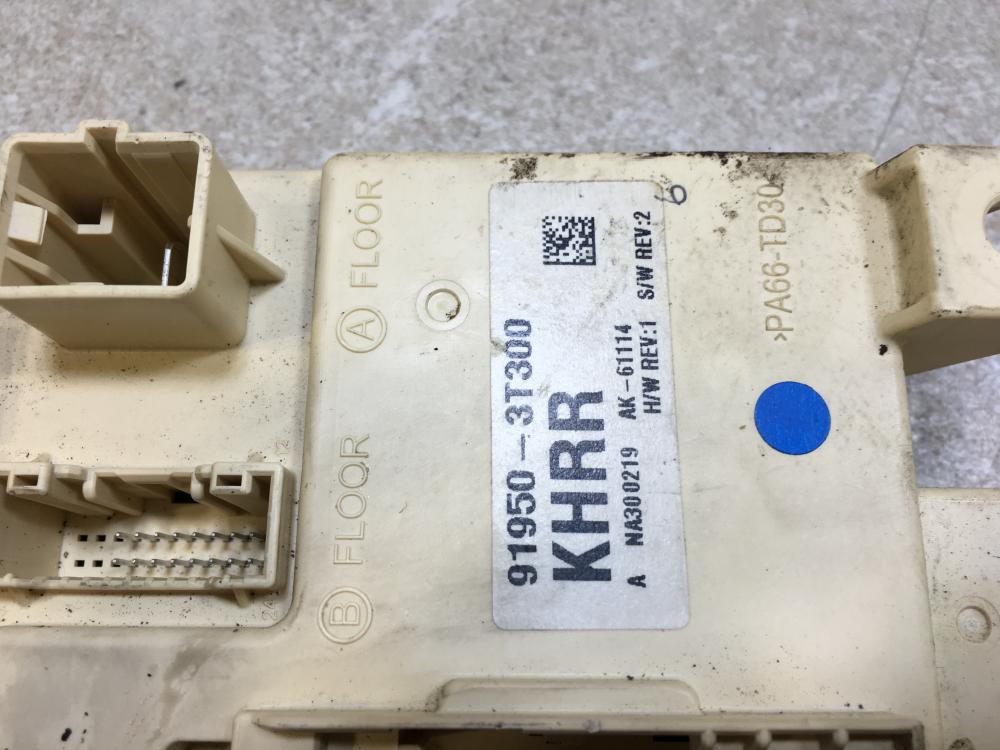 91950-3T300
KHRR
A NA300219 AK-61114
H/W REV:1 S/W REV:2
6
A FLOOR
B FLOOR
>PA66-TD30<